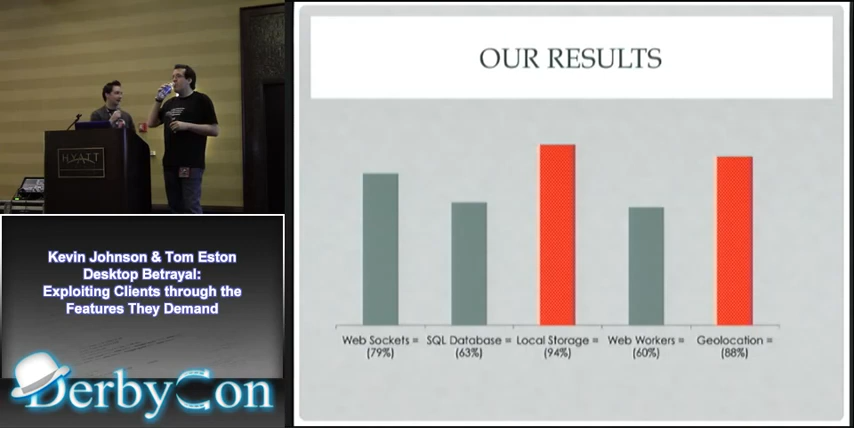 HYATT
Kevin Johnson & Tom Eston
Desktop Betrayal:
Exploiting Clients through the
Features They Demand
DerbyCon
OUR RESULTS
Web Sockets =
(79%)
SQL Database =
(63%)
Local Storage =
(94%)
Web Workers =
(60%)
Geolocation =
(88%)